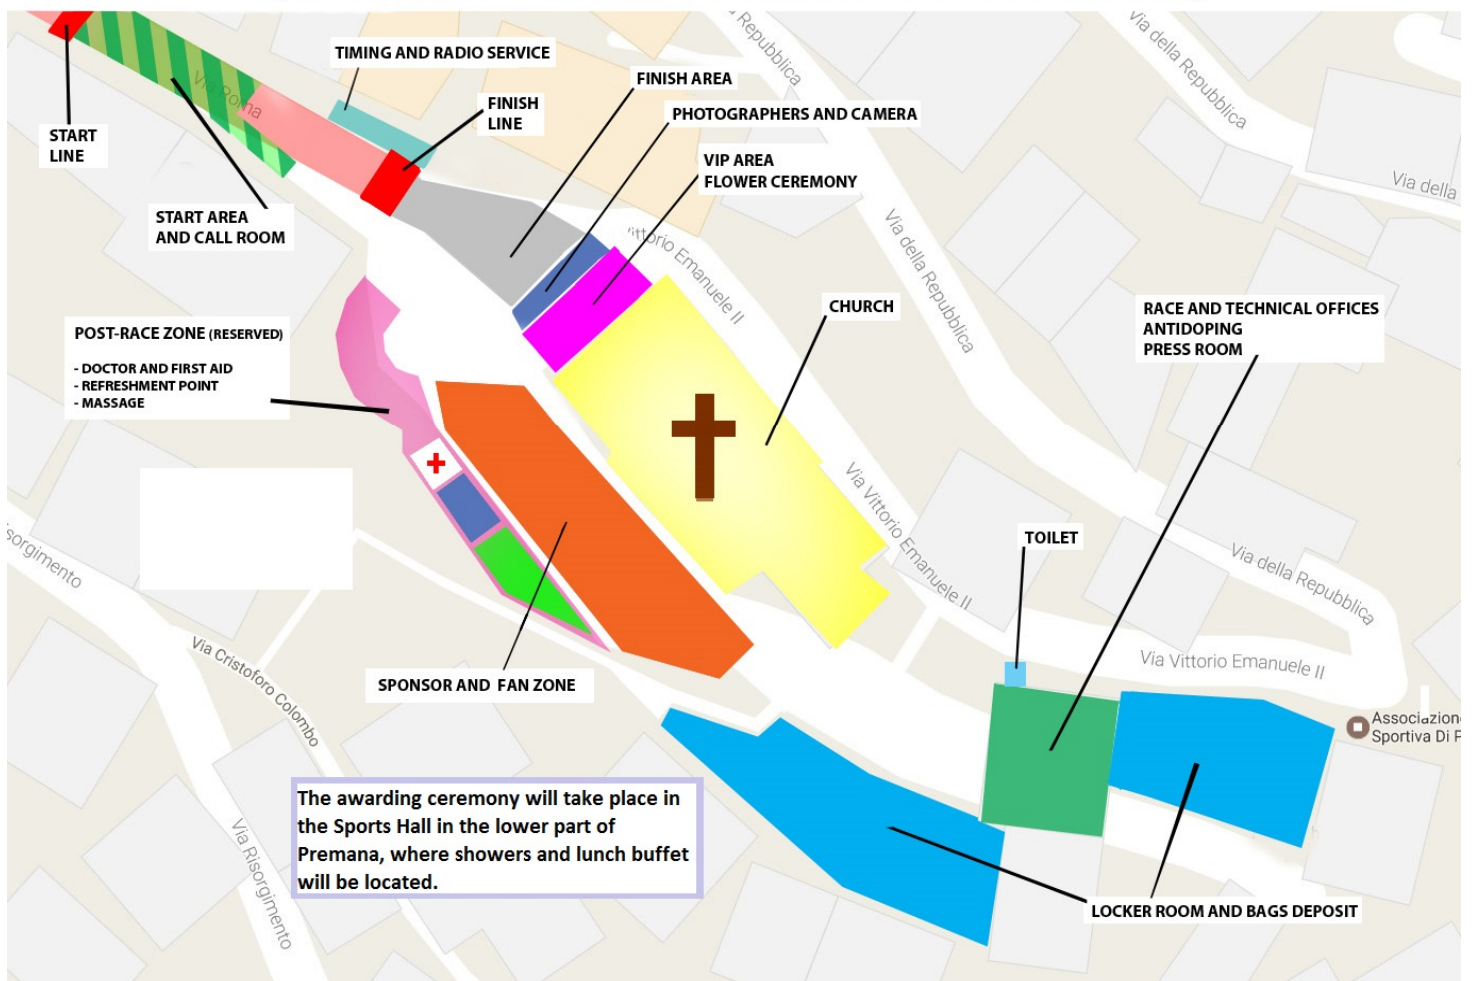 TIMING AND RADIO SERVICE
FINISH AREA
PHOTOGRAPHERS AND CAMERA
FINISH
LINE
START
LINE
VIP AREA
FLOWER CEREMONY
START AREA
AND CALL ROOM
Via Roma
Repubblica
Via della Repubblica
Via della
Via della Repubblica
Emanuele II
CHURCH
RACE AND TECHNICAL OFFICES
ANTIDOPING
PRESS ROOM
POST-RACE ZONE (RESERVED)
- DOCTOR AND FIRST AID
- REFRESHMENT POINT
- MASSAGE
Via Vittorio Emanuele II
TOILET
Via della Repubblica
Via Cristoforo Colombo
Via Vittorio Emanuele II
SPONSOR AND FAN ZONE
Associazione
Sportiva Di P
The awarding ceremony will take place in
the Sports Hall in the lower part of
Premana, where showers and lunch buffet
will be located.
Via Risorgimento
LOCKER ROOM AND BAGS DEPOSIT